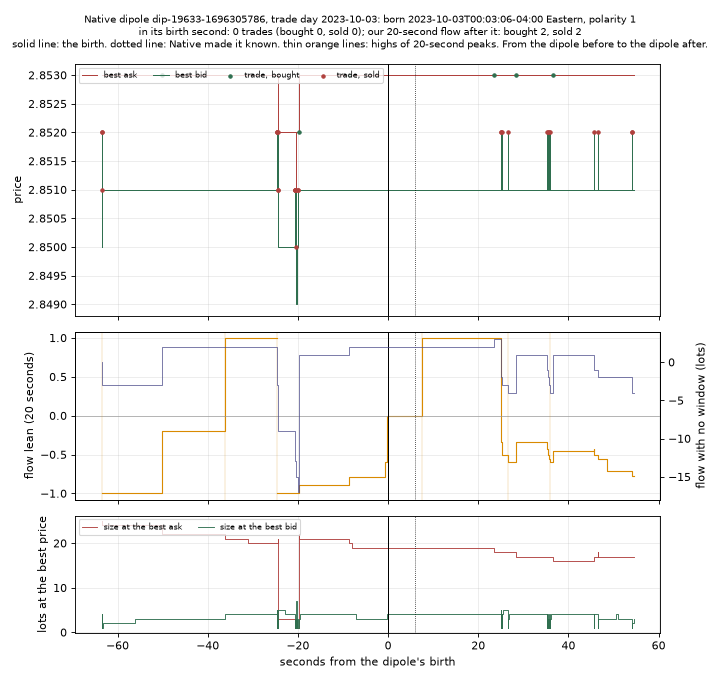 Native dipole dip-19633-1696305786, trade day 2023-10-03: born 2023-10-03T00:03:06-04:00 Eastern, polarity 1
in its birth second: 0 trades (bought 0, sold 0); our 20-second flow after it: bought 2, sold 2
solid line: the birth. dotted line: Native made it known. thin orange lines: highs of 20-second peaks. From the dipole before to the dipole after.
best ask best bid trade, bought trade, sold
2.8530
2.8525
2.8520
2.8515
2.8510
2.8505
2.8500
2.8495
2.8490
price
1.0
0.5
0.0
−0.5
−1.0
flow lean (20 seconds)
0
−5
−10
−15
flow with no window (lots)
size at the best ask size at the best bid
20
10
0
lots at the best price
−60 −40 −20 0 20 40 60
seconds from the dipole's birth